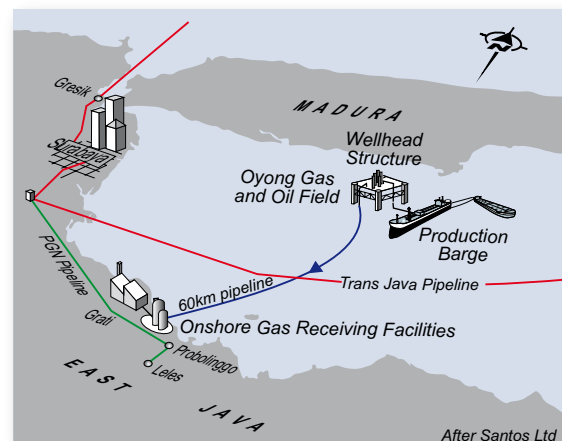 Gresik
MADURA
Surabaya
Wellhead
Structure
Oyong Gas
and Oil Field
Production
Barge
PGN Pipeline
60km pipeline
Trans Java Pipeline
Grati
Onshore Gas Receiving Facilities
Probolinggo
Leles
EAST JAVA
After Santos Ltd